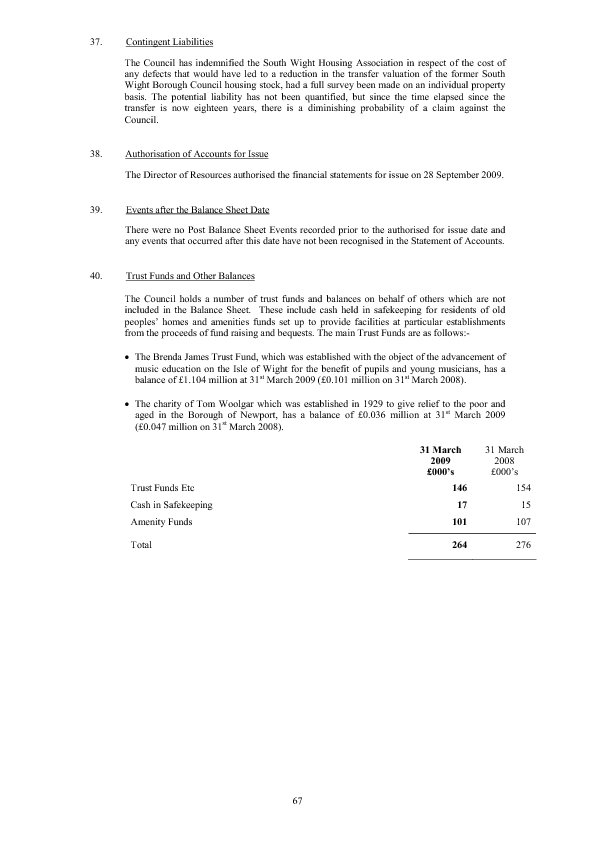 37. Contingent Liabilities
The Council has indemnified the South Wight Housing Association in respect of the cost of
any defects that would have led to a reduction in the transfer valuation of the former South
Wight Borough Council housing stock, had a full survey been made on an individual property
basis. The potential liability has not been quantified, but since the time elapsed since the
transfer is now eighteen years, there is a diminishing probability of a claim against the
Council.
38. Authorisation of Accounts for Issue
The Director of Resources authorised the financial statements for issue on 28 September 2009.
39. Events after the Balance Sheet Date
There were no Post Balance Sheet Events recorded prior to the authorised for issue date and
any events that occurred after this date have not been recognised in the Statement of Accounts.
40. Trust Funds and Other Balances
The Council holds a number of trust funds and balances on behalf of others which are not
included in the Balance Sheet. These include cash held in safekeeping for residents of old
peoples’ homes and amenities funds set up to provide facilities at particular establishments
from the proceeds of fund raising and bequests. The main Trust Funds are as follows:-
• The Brenda James Trust Fund, which was established with the object of the advancement of
music education on the Isle of Wight for the benefit of pupils and young musicians, has a
balance of £1.104 million at 31st March 2009 (£0.101 million on 31st March 2008).
• The charity of Tom Woolgar which was established in 1929 to give relief to the poor and
aged in the Borough of Newport, has a balance of £0.036 million at 31st March 2009
(£0.047 million on 31st March 2008).
31 March 31 March
2009 2008
£000’s £000’s
Trust Funds Etc 146 154
Cash in Safekeeping 17 15
Amenity Funds 101 107
Total 264 276
67